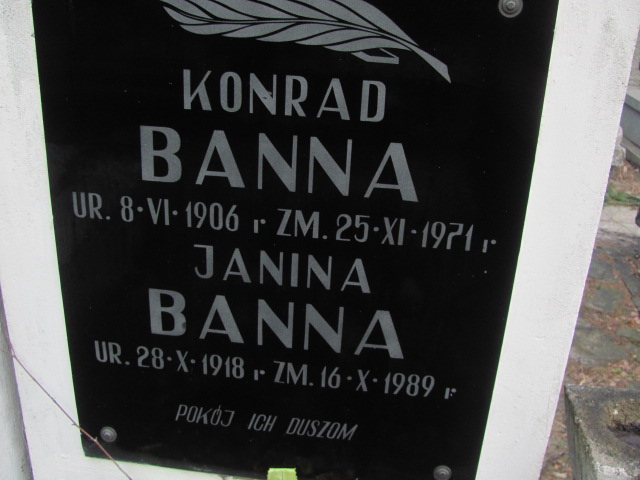 KONRAD
BANNA
UR. 8·VI·1906 r ZM. 25·XI·1971 r
JANINA
BANNA
UR. 28·X·1918 r ZM. 16·X·1989 r
POKÓJ ICH DUSZOM